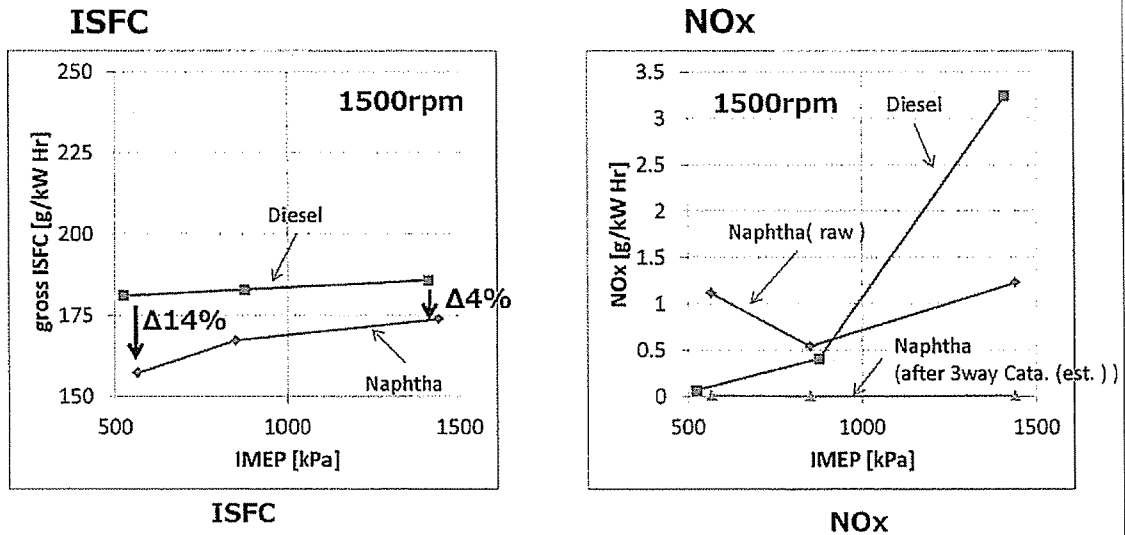 ISFC
250
225
200
175
150
gross ISFC [g/kW Hr]
1500rpm
Diesel
Δ14%
Δ4%
Naphtha
500
1000
1500
IMEP [kPa]
ISFC
NOx
3.5
3
2.5
2
1.5
1
0.5
0
NOx [g/kW Hr]
1500rpm
Diesel
Naphtha( raw )
Naphtha
(after 3way Cata. (est. ) )
500
1000
1500
IMEP [kPa]
NOx